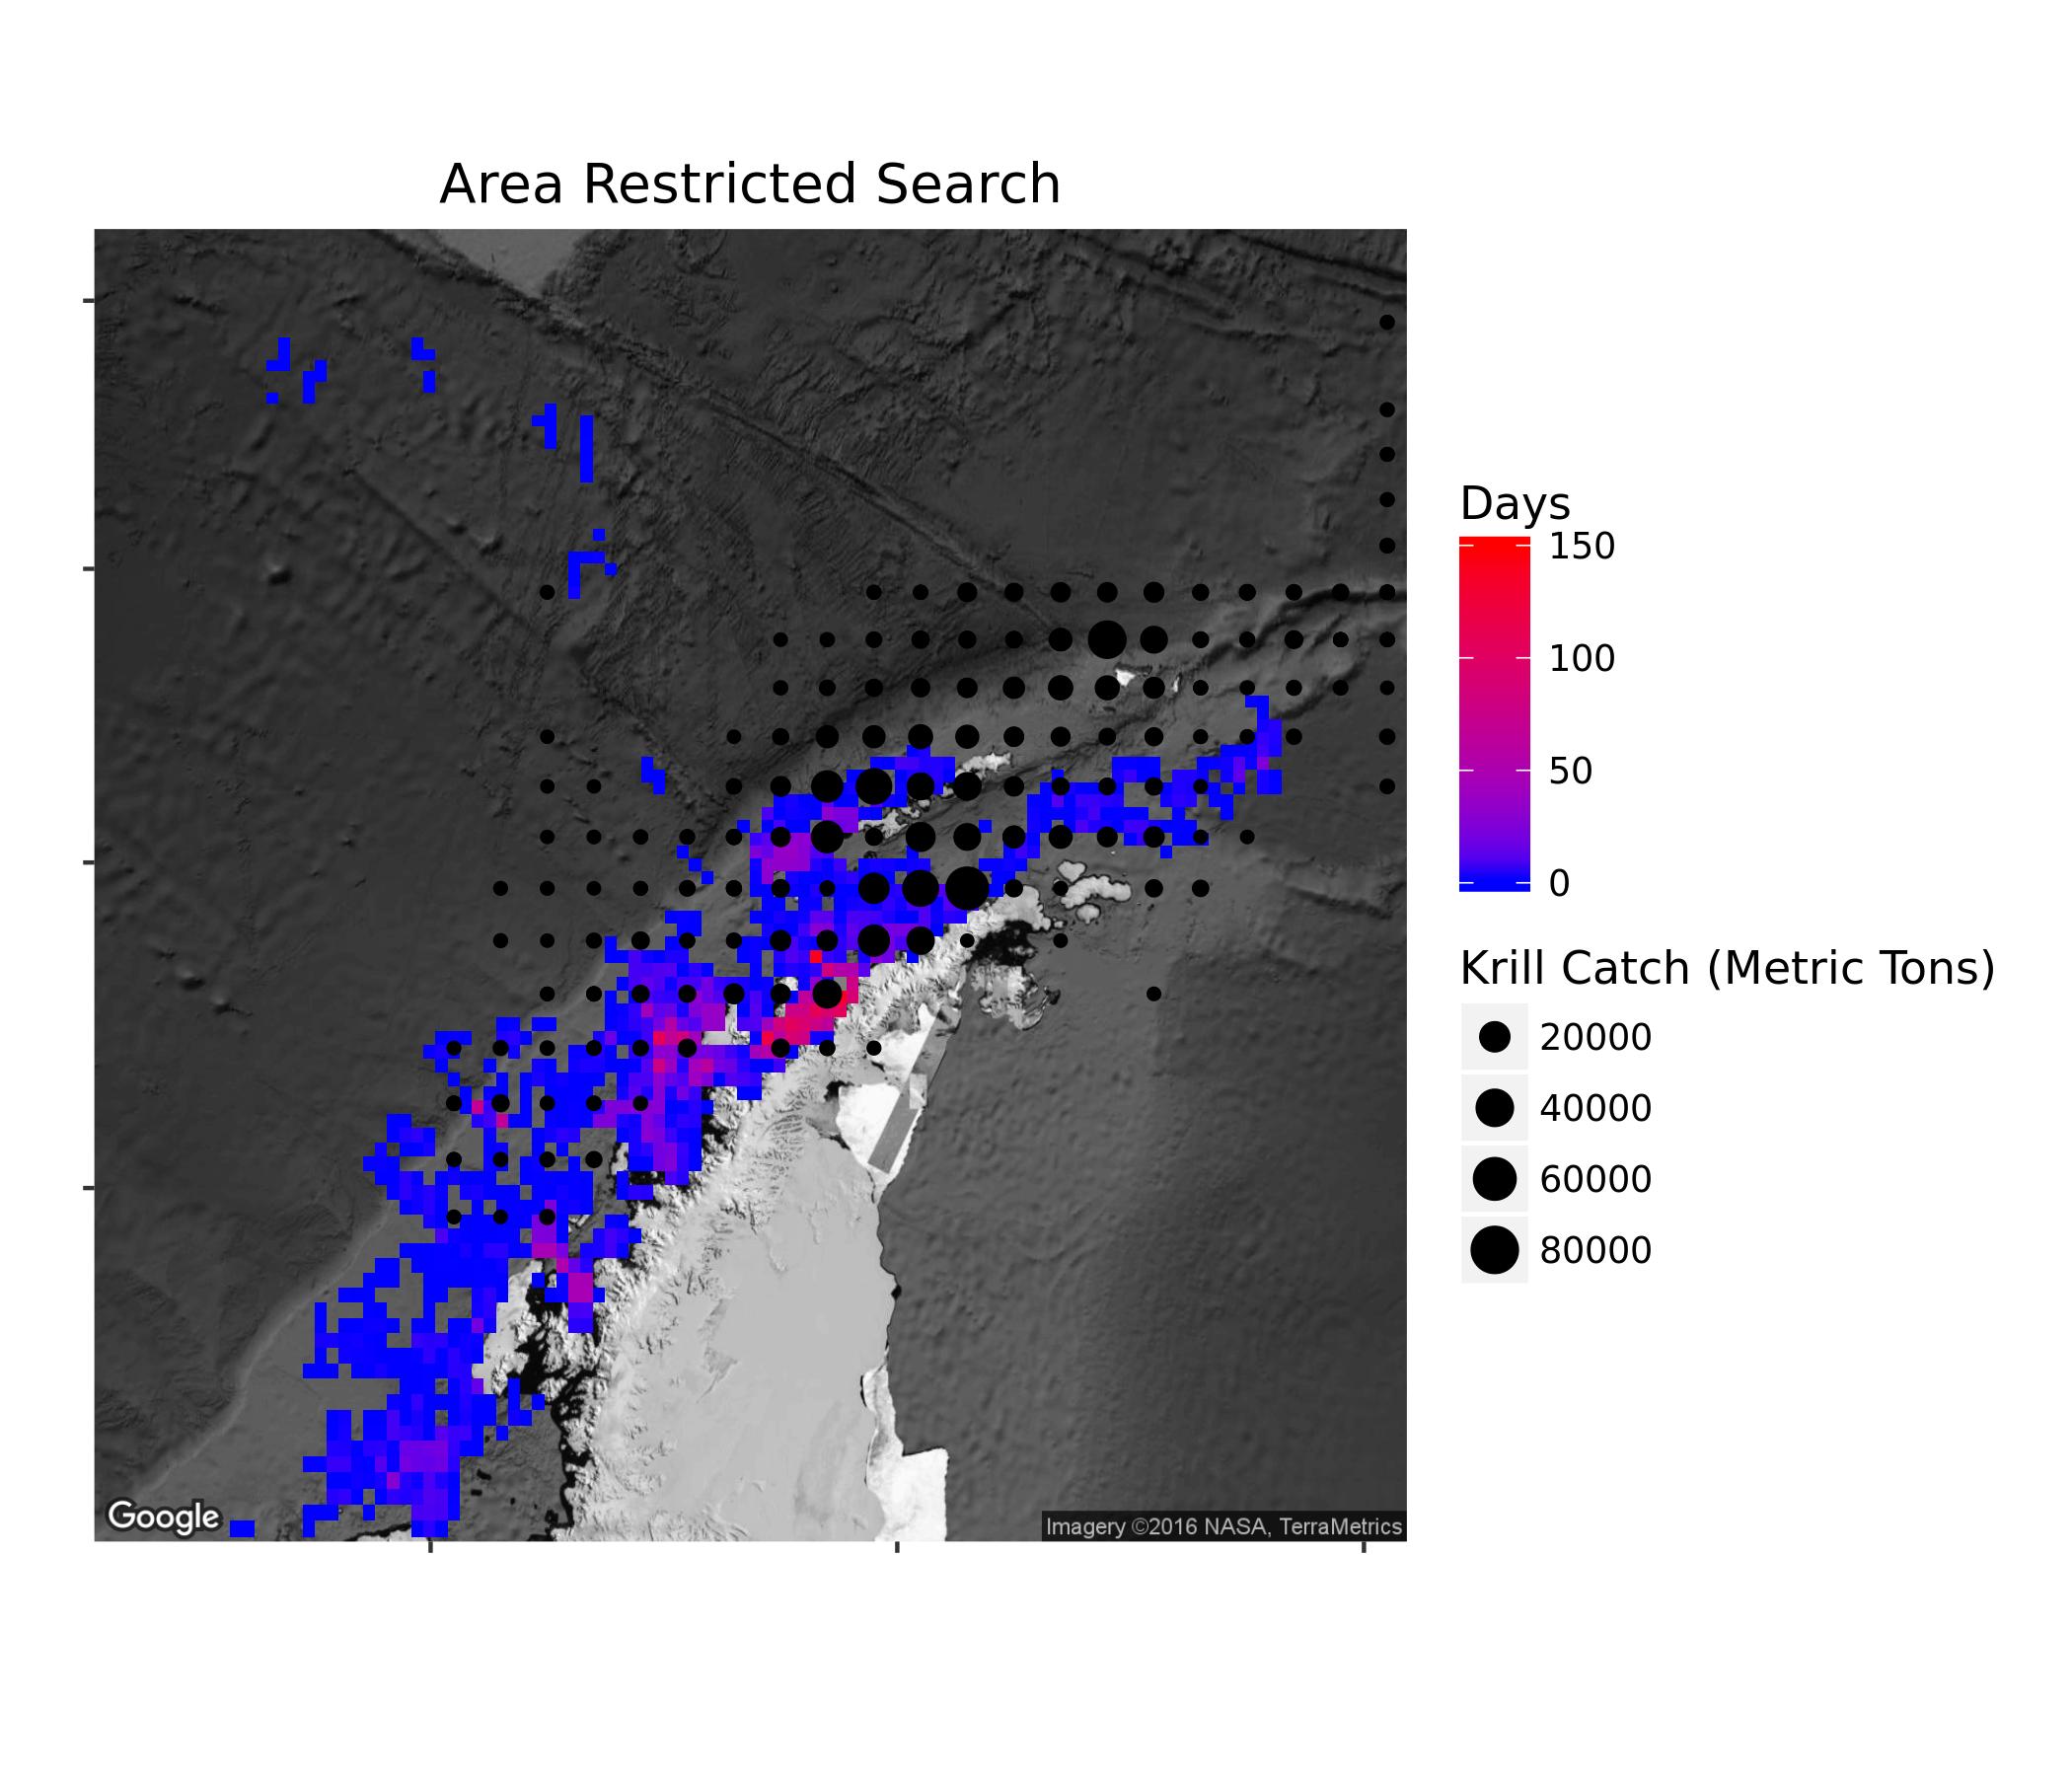 Area Restricted Search
Days
150
100
50
0
Krill Catch (Metric Tons)
20000
40000
60000
80000
Google
Imagery ©2016 NASA, TerraMetrics